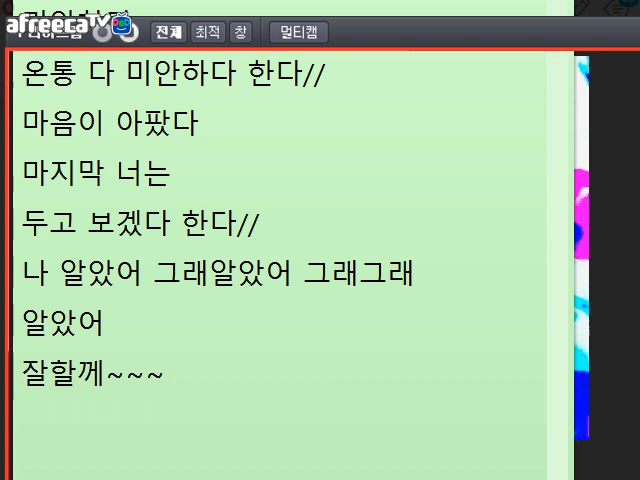 afreecaTV
전체 최적 창 멀티캠
온통 다 미안하다 한다//
마음이 아팠다
마지막 너는
두고 보겠다 한다//
나 알았어 그래알았어 그래그래
알았어
잘할께~~~